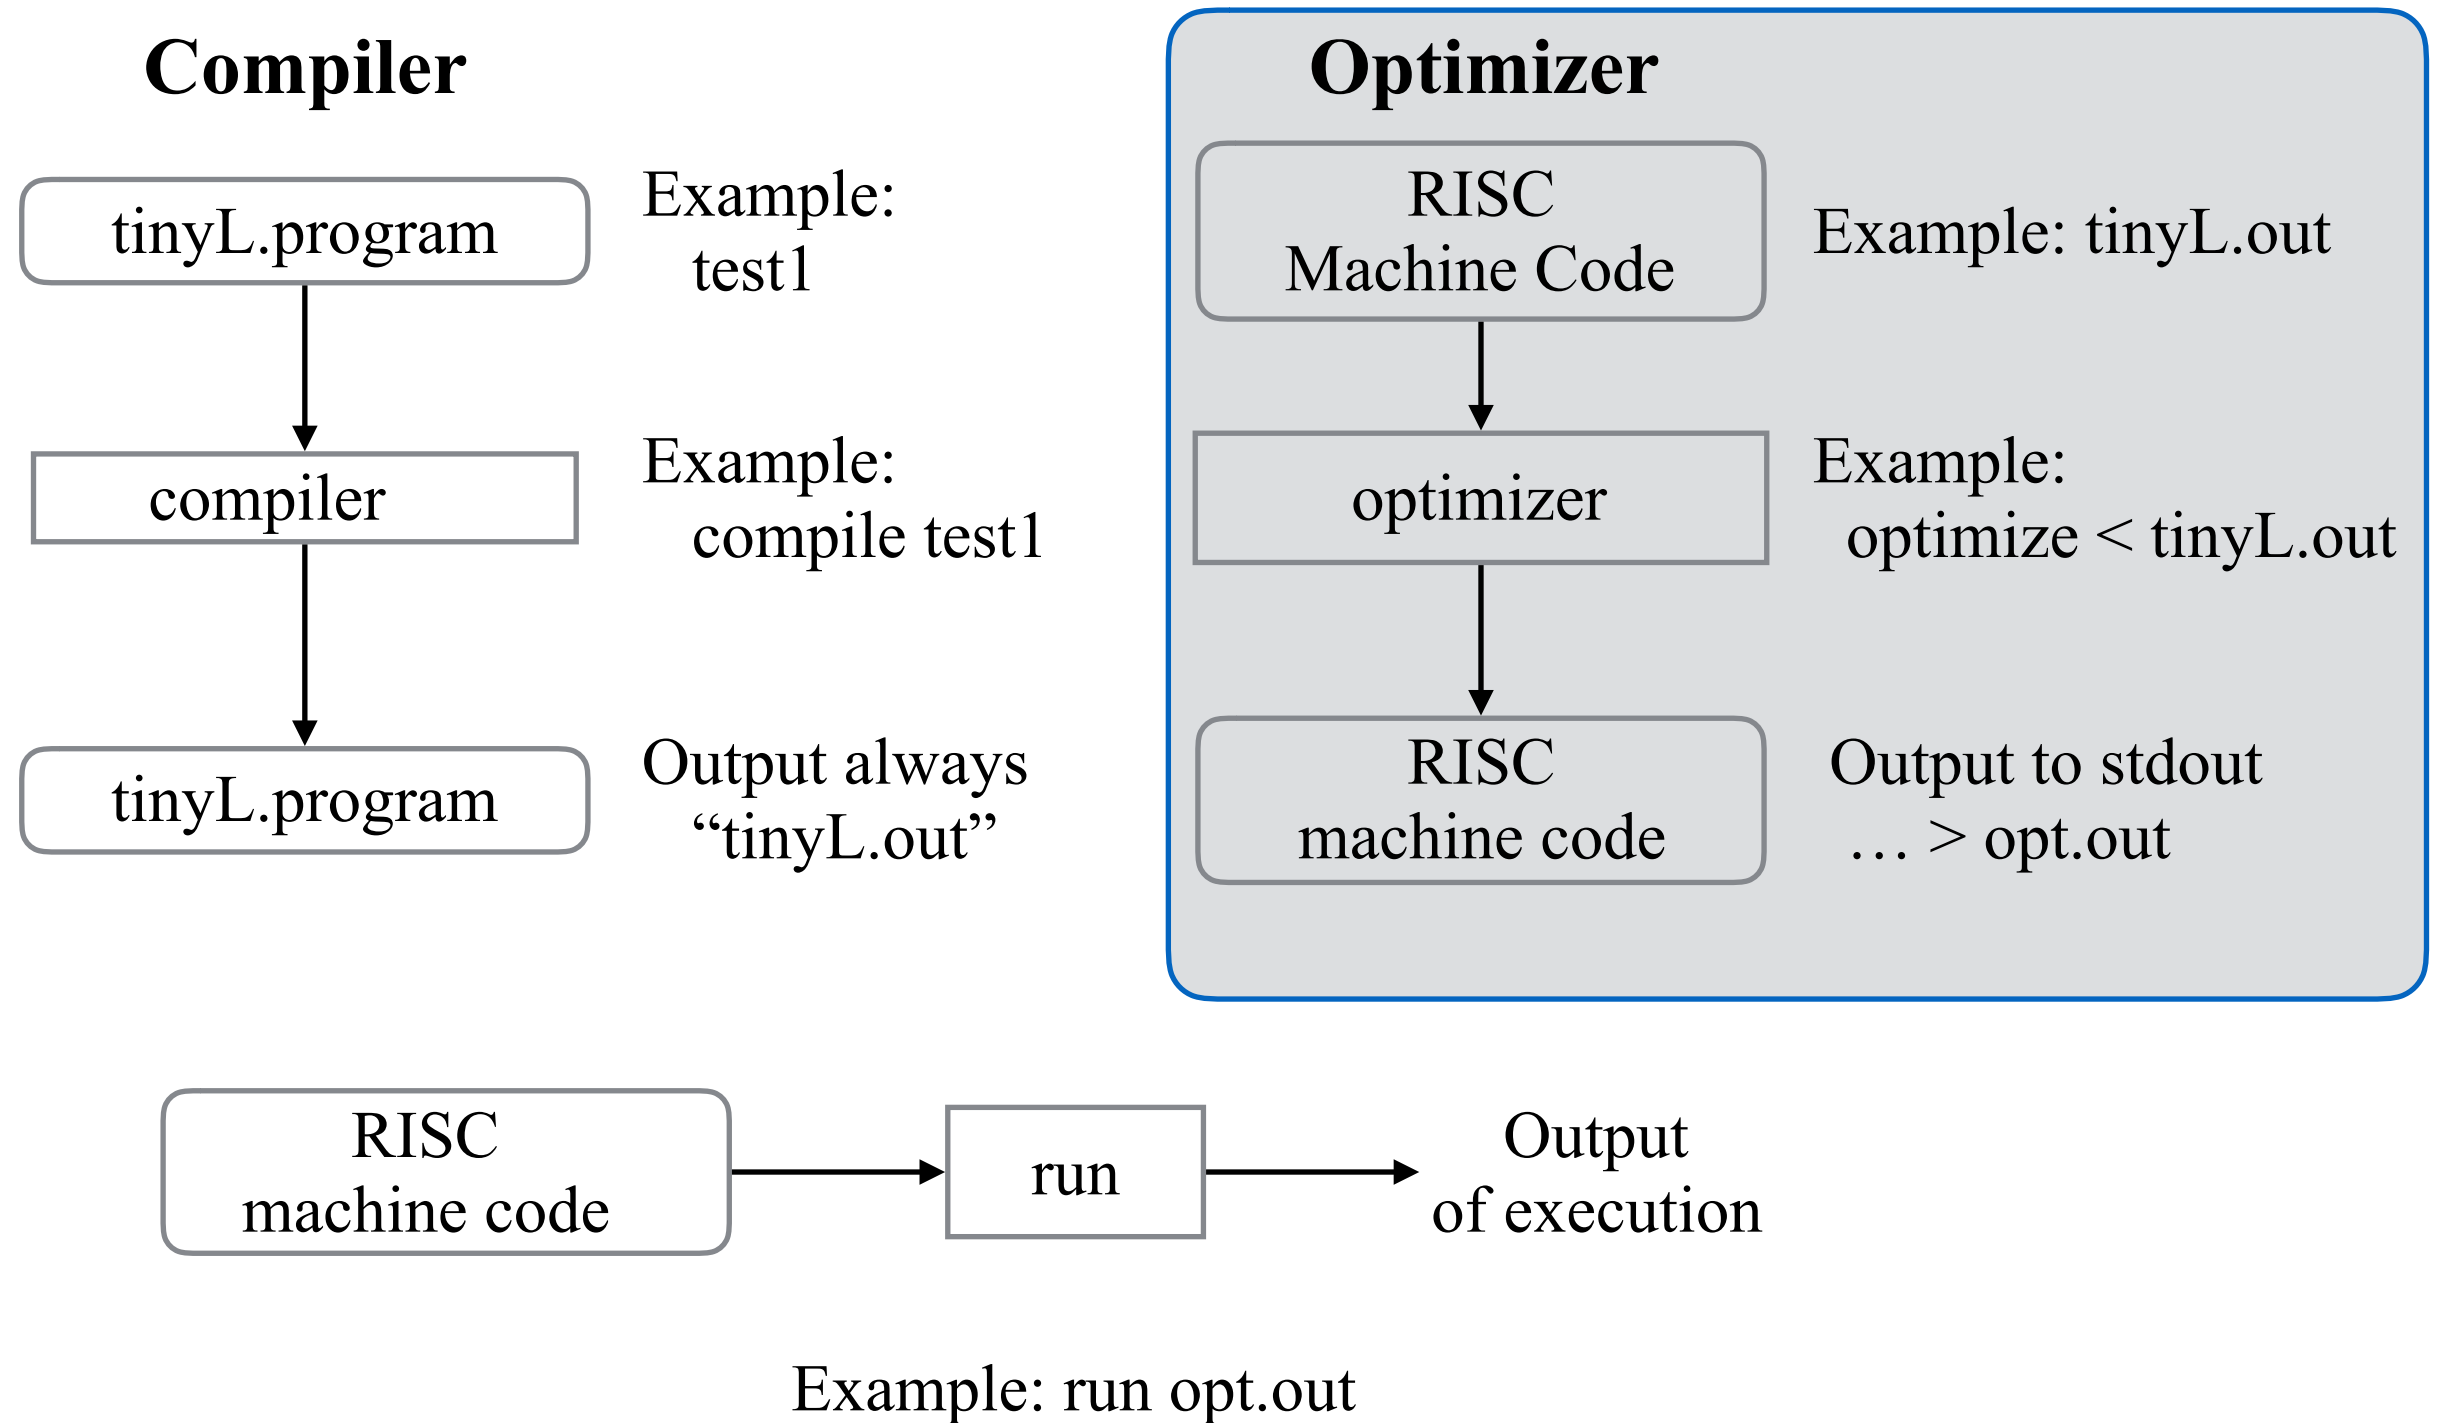 Compiler
tinyL.program
Example:
test1
compiler
Example:
compile test1
tinyL.program
Output always
“tinyL.out”
Optimizer
RISC
Machine Code
Example: tinyL.out
optimizer
Example:
optimize < tinyL.out
RISC
machine code
Output to stdout
… > opt.out
RISC
machine code
run
Output
of execution
Example: run opt.out